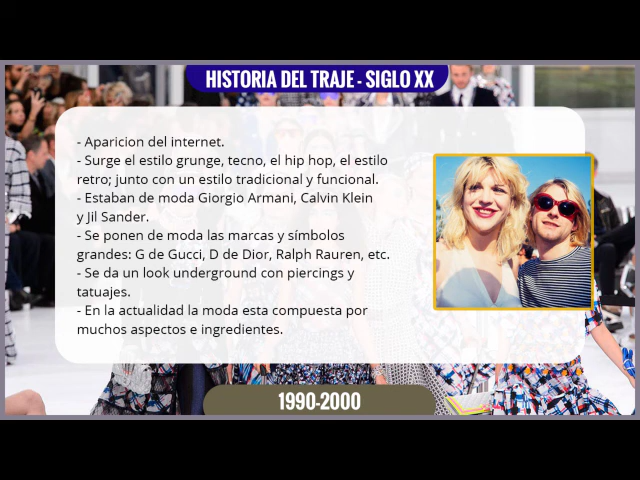 HISTORIA DEL TRAJE - SIGLO XX
- Aparicion del internet.
- Surge el estilo grunge, tecno, el hip hop, el estilo
retro; junto con un estilo tradicional y funcional.
- Estaban de moda Giorgio Armani, Calvin Klein
y Jil Sander.
- Se ponen de moda las marcas y símbolos
grandes: G de Gucci, D de Dior, Ralph Rauren, etc.
- Se da un look underground con piercings y
tatuajes.
- En la actualidad la moda esta compuesta por
muchos aspectos e ingredientes.
1990-2000